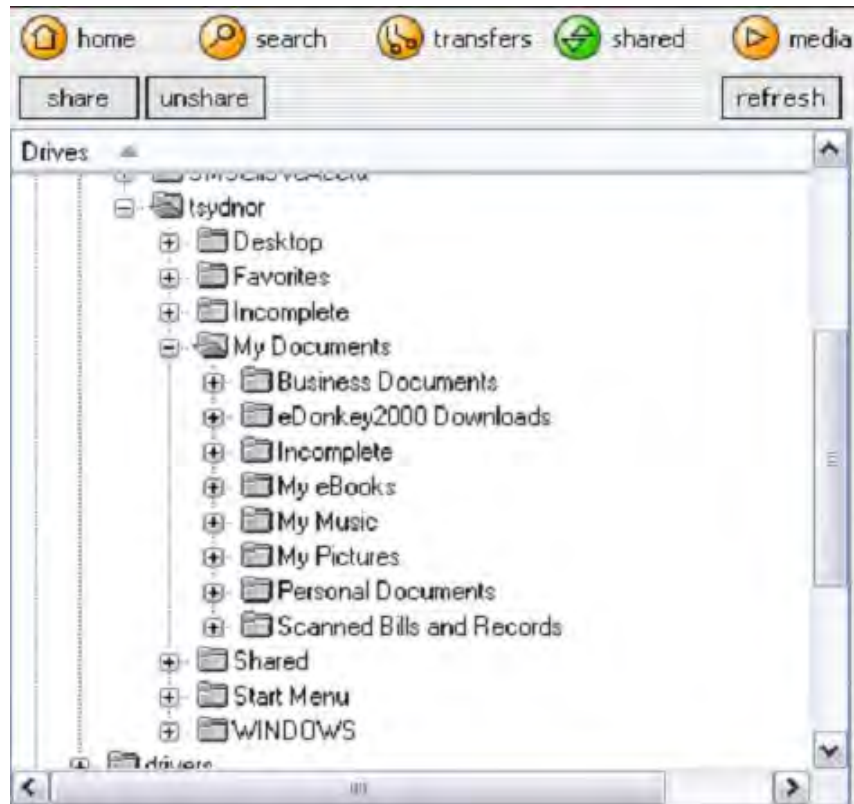 home search transfers shared media
share unshare refresh
Drives
tsydnor
Desktop
Favorites
Incomplete
My Documents
Business Documents
eDonkey2000 Downloads
Incomplete
My eBooks
My Music
My Pictures
Personal Documents
Scanned Bills and Records
Shared
Start Menu
WINDOWS
drivers